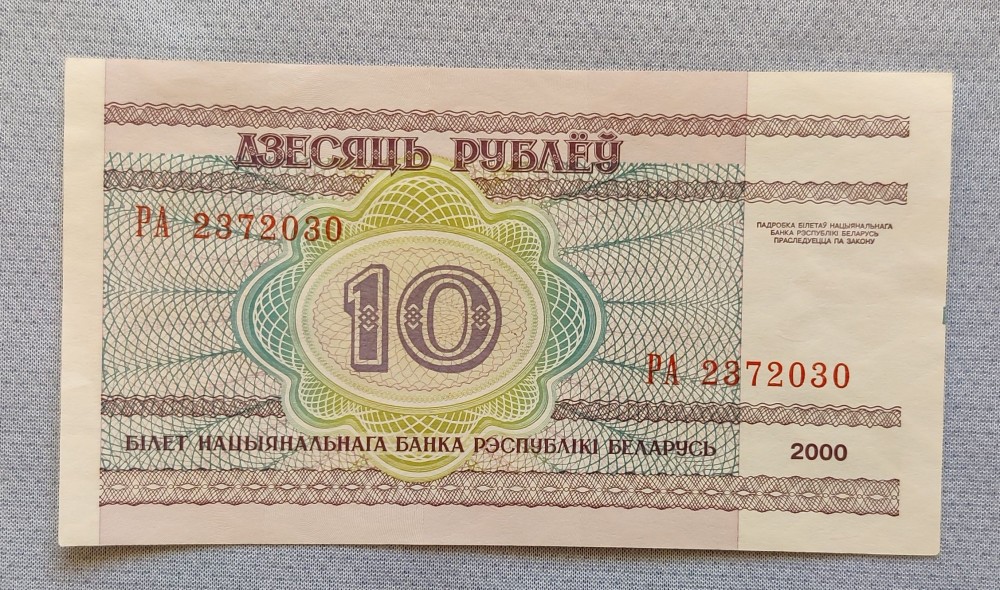 ДЗЕСЯЦЬ РУБЛЁЎ
РА 2372030
ПАДРОБКА БІЛЕТАЎ НАЦЫЯНАЛЬНАГА
БАНКА РЭСПУБЛІКІ БЕЛАРУСЬ
ПРАСЛЕДУЕЦЦА ПА ЗАКОНУ
10
РА 2372030
БІЛЕТ НАЦЫЯНАЛЬНАГА БАНКА РЭСПУБЛІКІ БЕЛАРУСЬ
2000